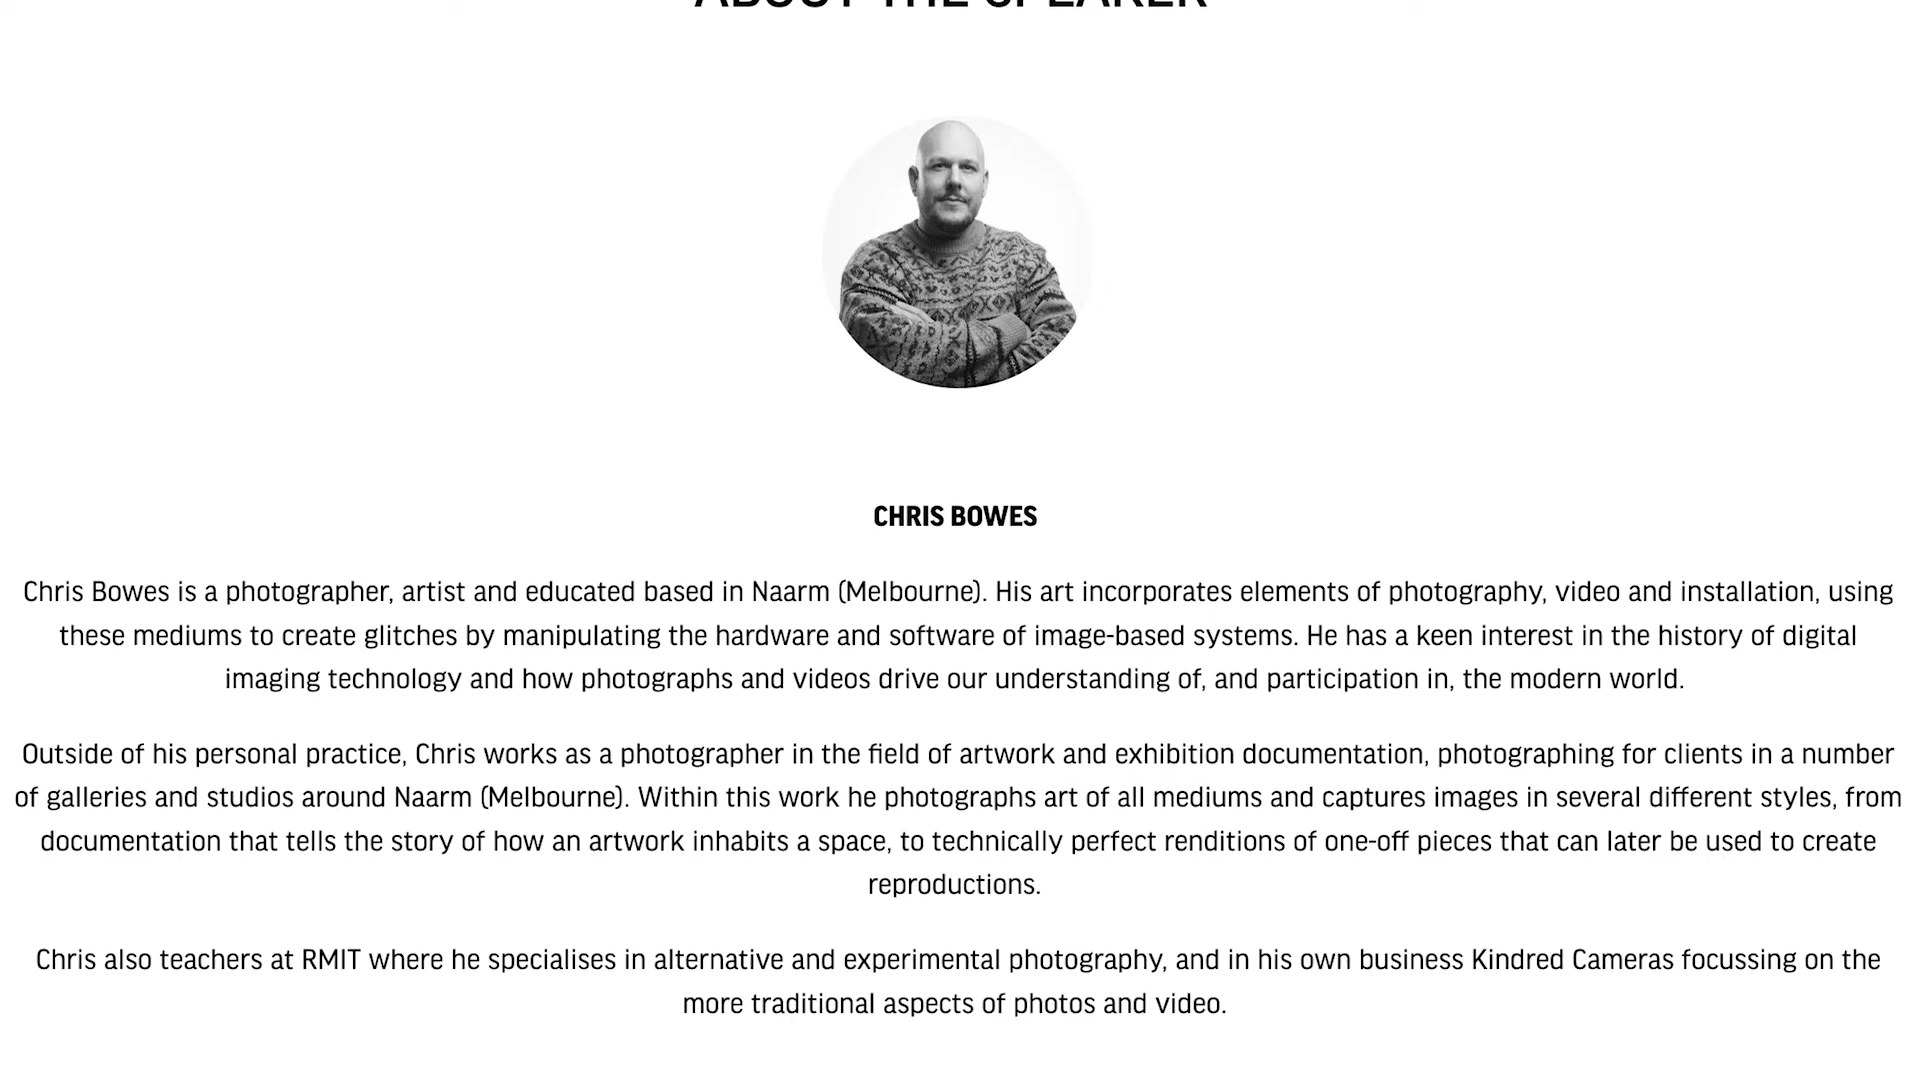 ABOUT THE SPEAKER
CHRIS BOWES
Chris Bowes is a photographer, artist and educated based in Naarm (Melbourne). His art incorporates elements of photography, video and installation, using
these mediums to create glitches by manipulating the hardware and software of image-based systems. He has a keen interest in the history of digital
imaging technology and how photographs and videos drive our understanding of, and participation in, the modern world.
Outside of his personal practice, Chris works as a photographer in the field of artwork and exhibition documentation, photographing for clients in a number
of galleries and studios around Naarm (Melbourne). Within this work he photographs art of all mediums and captures images in several different styles, from
documentation that tells the story of how an artwork inhabits a space, to technically perfect renditions of one-off pieces that can later be used to create
reproductions.
Chris also teachers at RMIT where he specialises in alternative and experimental photography, and in his own business Kindred Cameras focussing on the
more traditional aspects of photos and video.